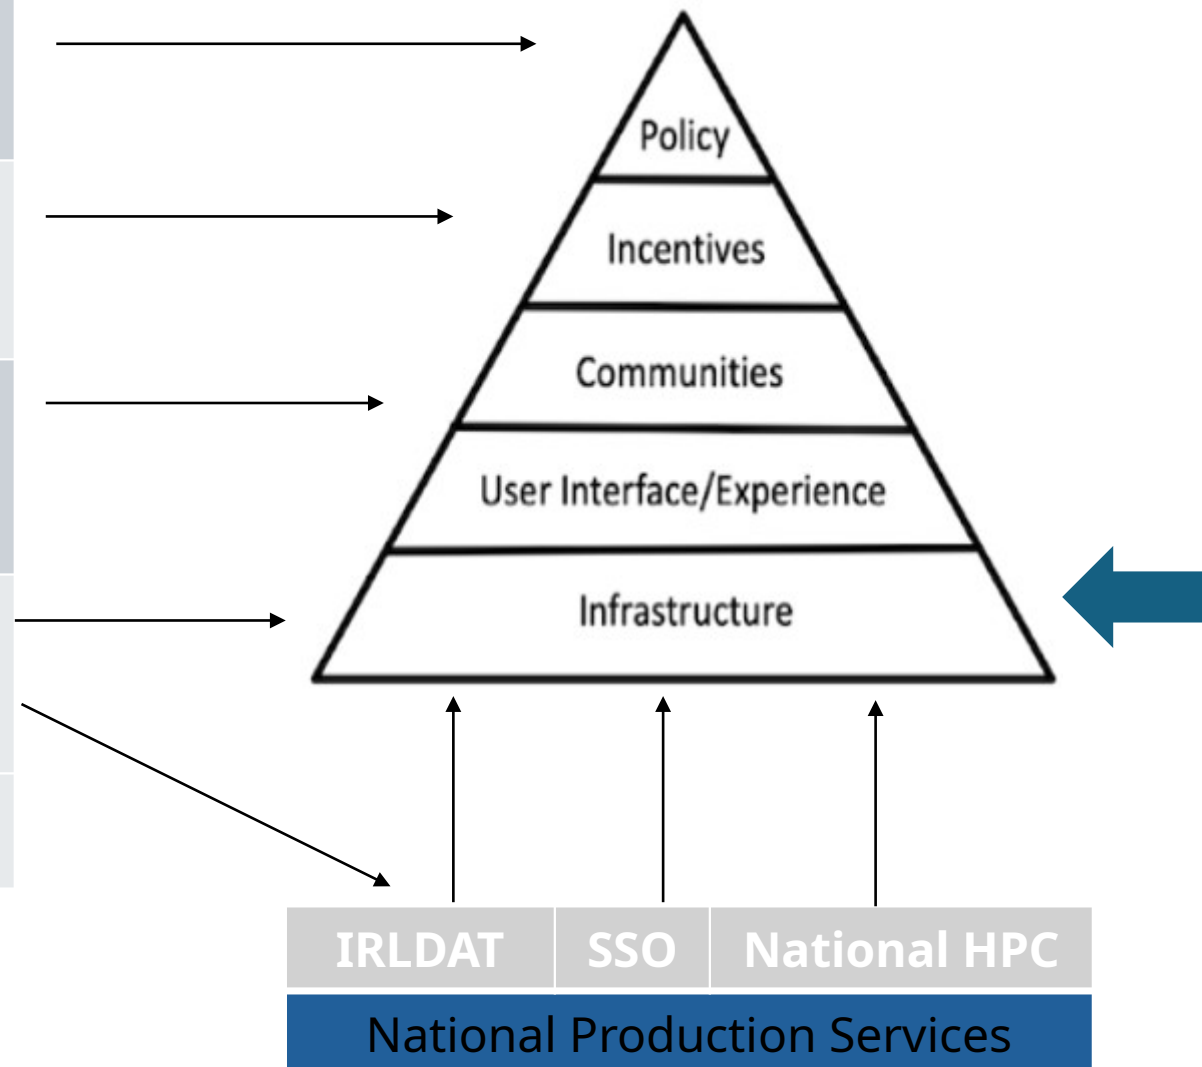 Policy
Incentives
Communities
User Interface/Experience
Infrastructure
IRLDAT SSO National HPC
National Production Services